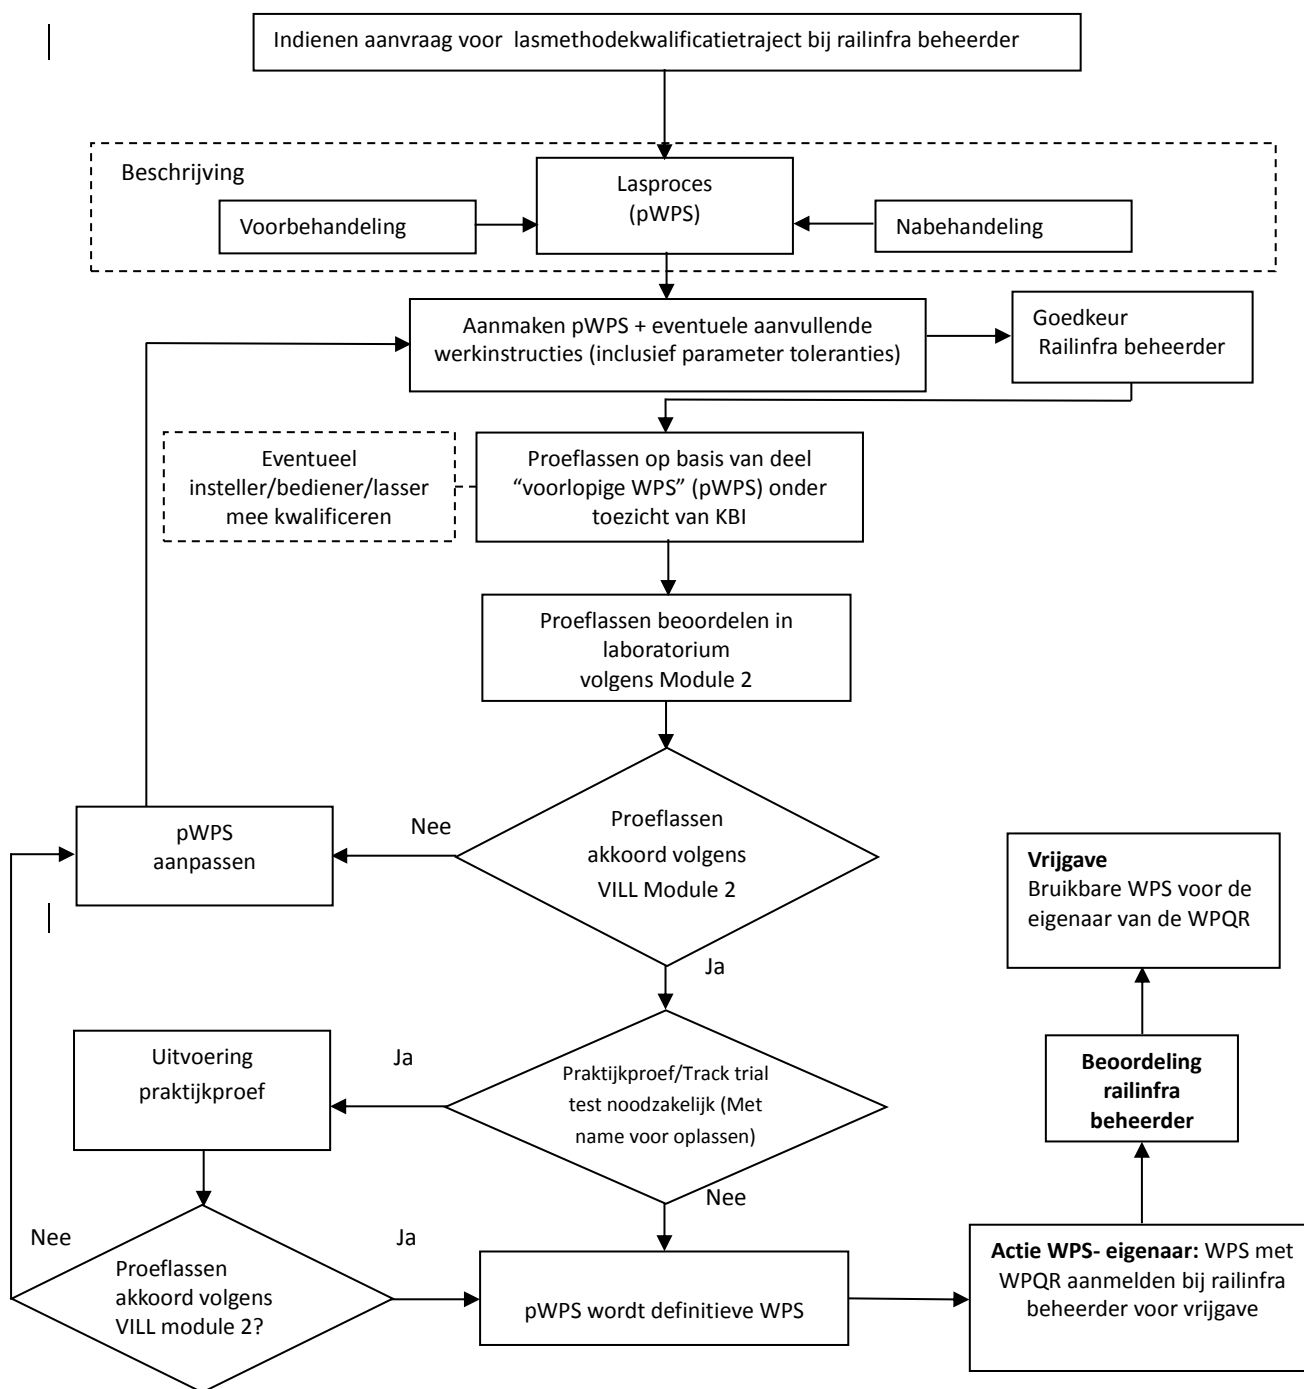 Indienen aanvraag voor lasmethodekwalificatietraject bij railinfra beheerder
Beschrijving
Lasproces
(pWPS)
Voorbehandeling
Nabehandeling
Aanmaken pWPS + eventuele aanvullende
werkinstructies (inclusief parameter toleranties)
Goedkeur
Railinfra beheerder
Eventueel
insteller/bediener/lasser
mee kwalificeren
Proeflassen op basis van deel
“voorlopige WPS” (pWPS) onder
toezicht van KBI
Proeflassen beoordelen in
laboratorium
volgens Module 2
pWPS
aanpassen
Nee
Proeflassen
akkoord volgens
VILL Module 2
Ja
Vrijgave
Bruikbare WPS voor de
eigenaar van de WPQR
Uitvoering
praktijkproef
Ja
Praktijkproef/Track trial
test noodzakelijk (Met
name voor oplassen)
Nee
Beoordeling
railinfra
beheerder
Nee
Proeflassen
akkoord volgens
VILL module 2?
Ja
pWPS wordt definitieve WPS
Actie WPS- eigenaar: WPS met
WPQR aanmelden bij railinfra
beheerder voor vrijgave